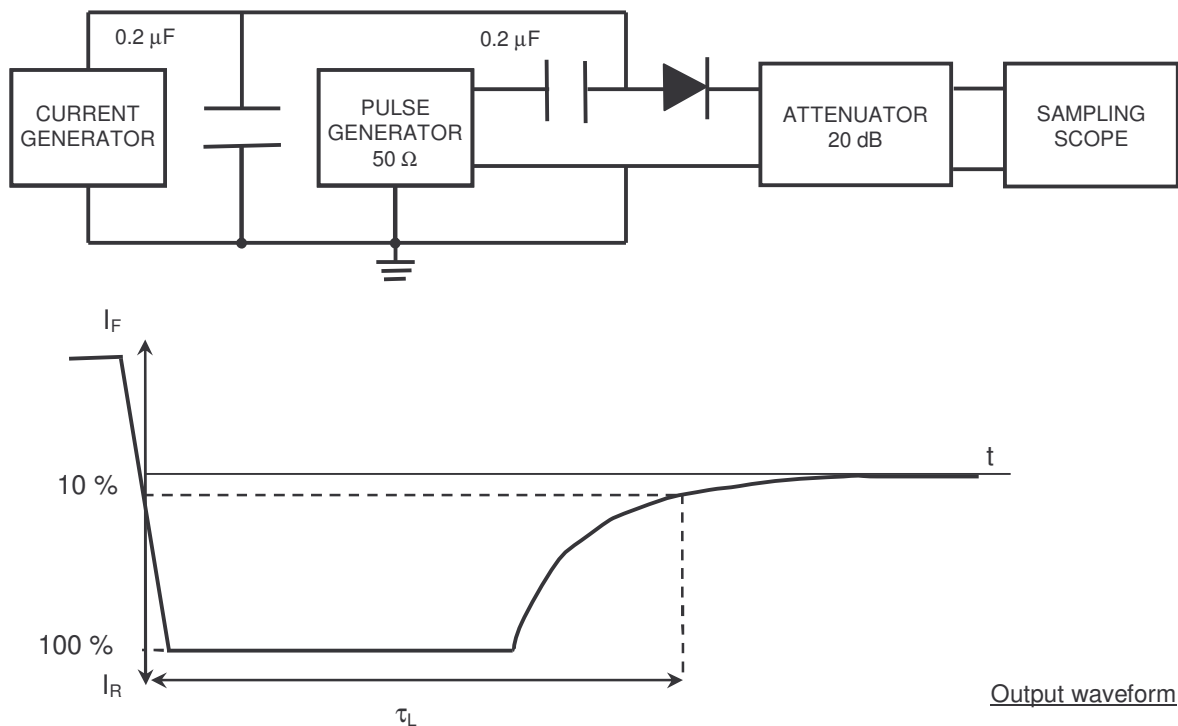 0.2 μF
0.2 μF
CURRENT
GENERATOR
PULSE
GENERATOR
50 Ω
ATTENUATOR
20 dB
SAMPLING
SCOPE
I_F
t
10 %
100 %
I_R
τ_L
Output waveform